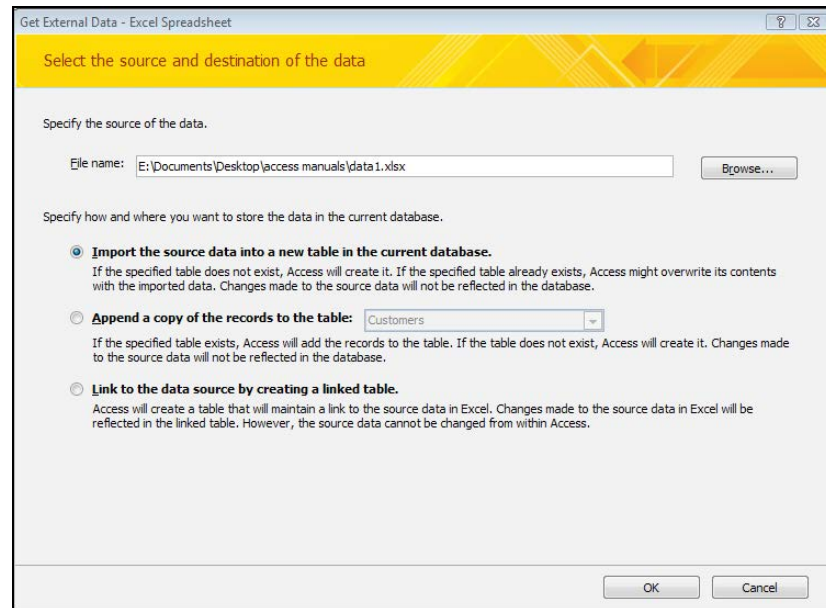 Get External Data - Excel Spreadsheet
Select the source and destination of the data
Specify the source of the data.
File name: E:\Documents\Desktop\access manuals\data1.xlsx Browse...
Specify how and where you want to store the data in the current database.
Import the source data into a new table in the current database.
If the specified table does not exist, Access will create it. If the specified table already exists, Access might overwrite its contents
with the imported data. Changes made to the source data will not be reflected in the database.
Append a copy of the records to the table: Customers
If the specified table exists, Access will add the records to the table. If the table does not exist, Access will create it. Changes made
to the source data will not be reflected in the database.
Link to the data source by creating a linked table.
Access will create a table that will maintain a link to the source data in Excel. Changes made to the source data in Excel will be
reflected in the linked table. However, the source data cannot be changed from within Access.
OK Cancel